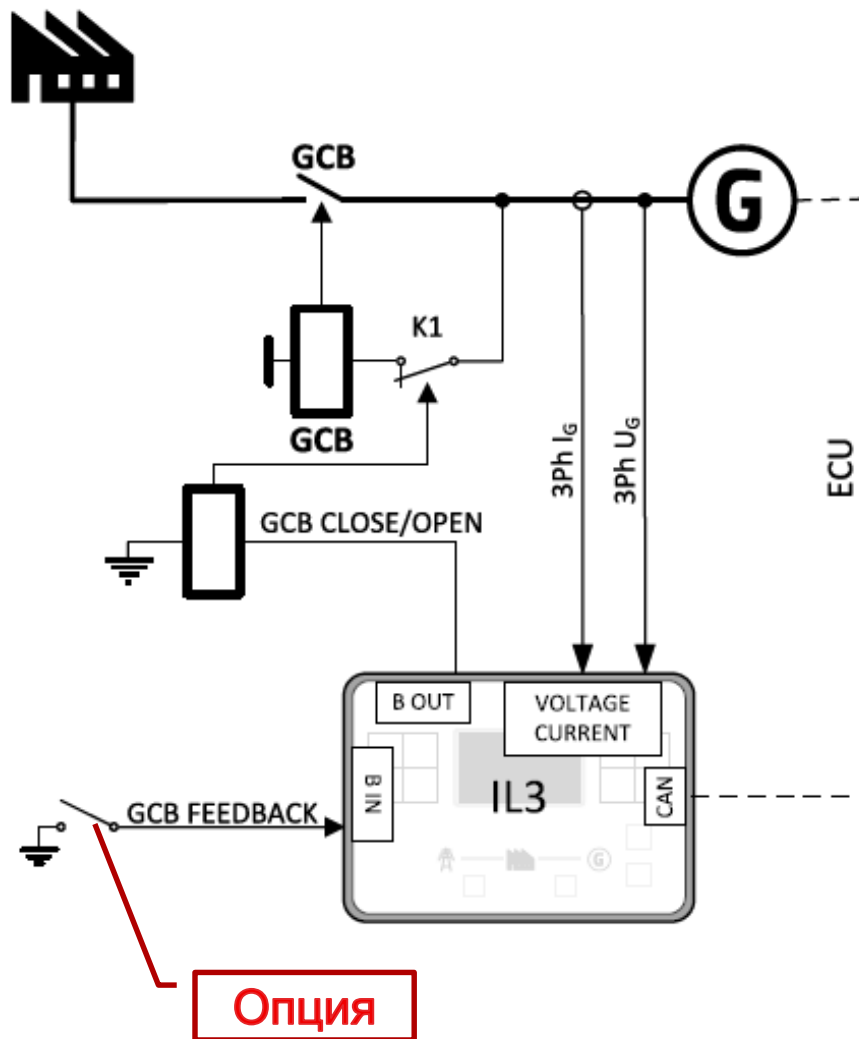 GCB
G
K1
GCB
3Ph IG
3Ph UG
ECU
GCB CLOSE/OPEN
B OUT
VOLTAGE
CURRENT
B IN
IL3
CAN
GCB FEEDBACK
G
Опция